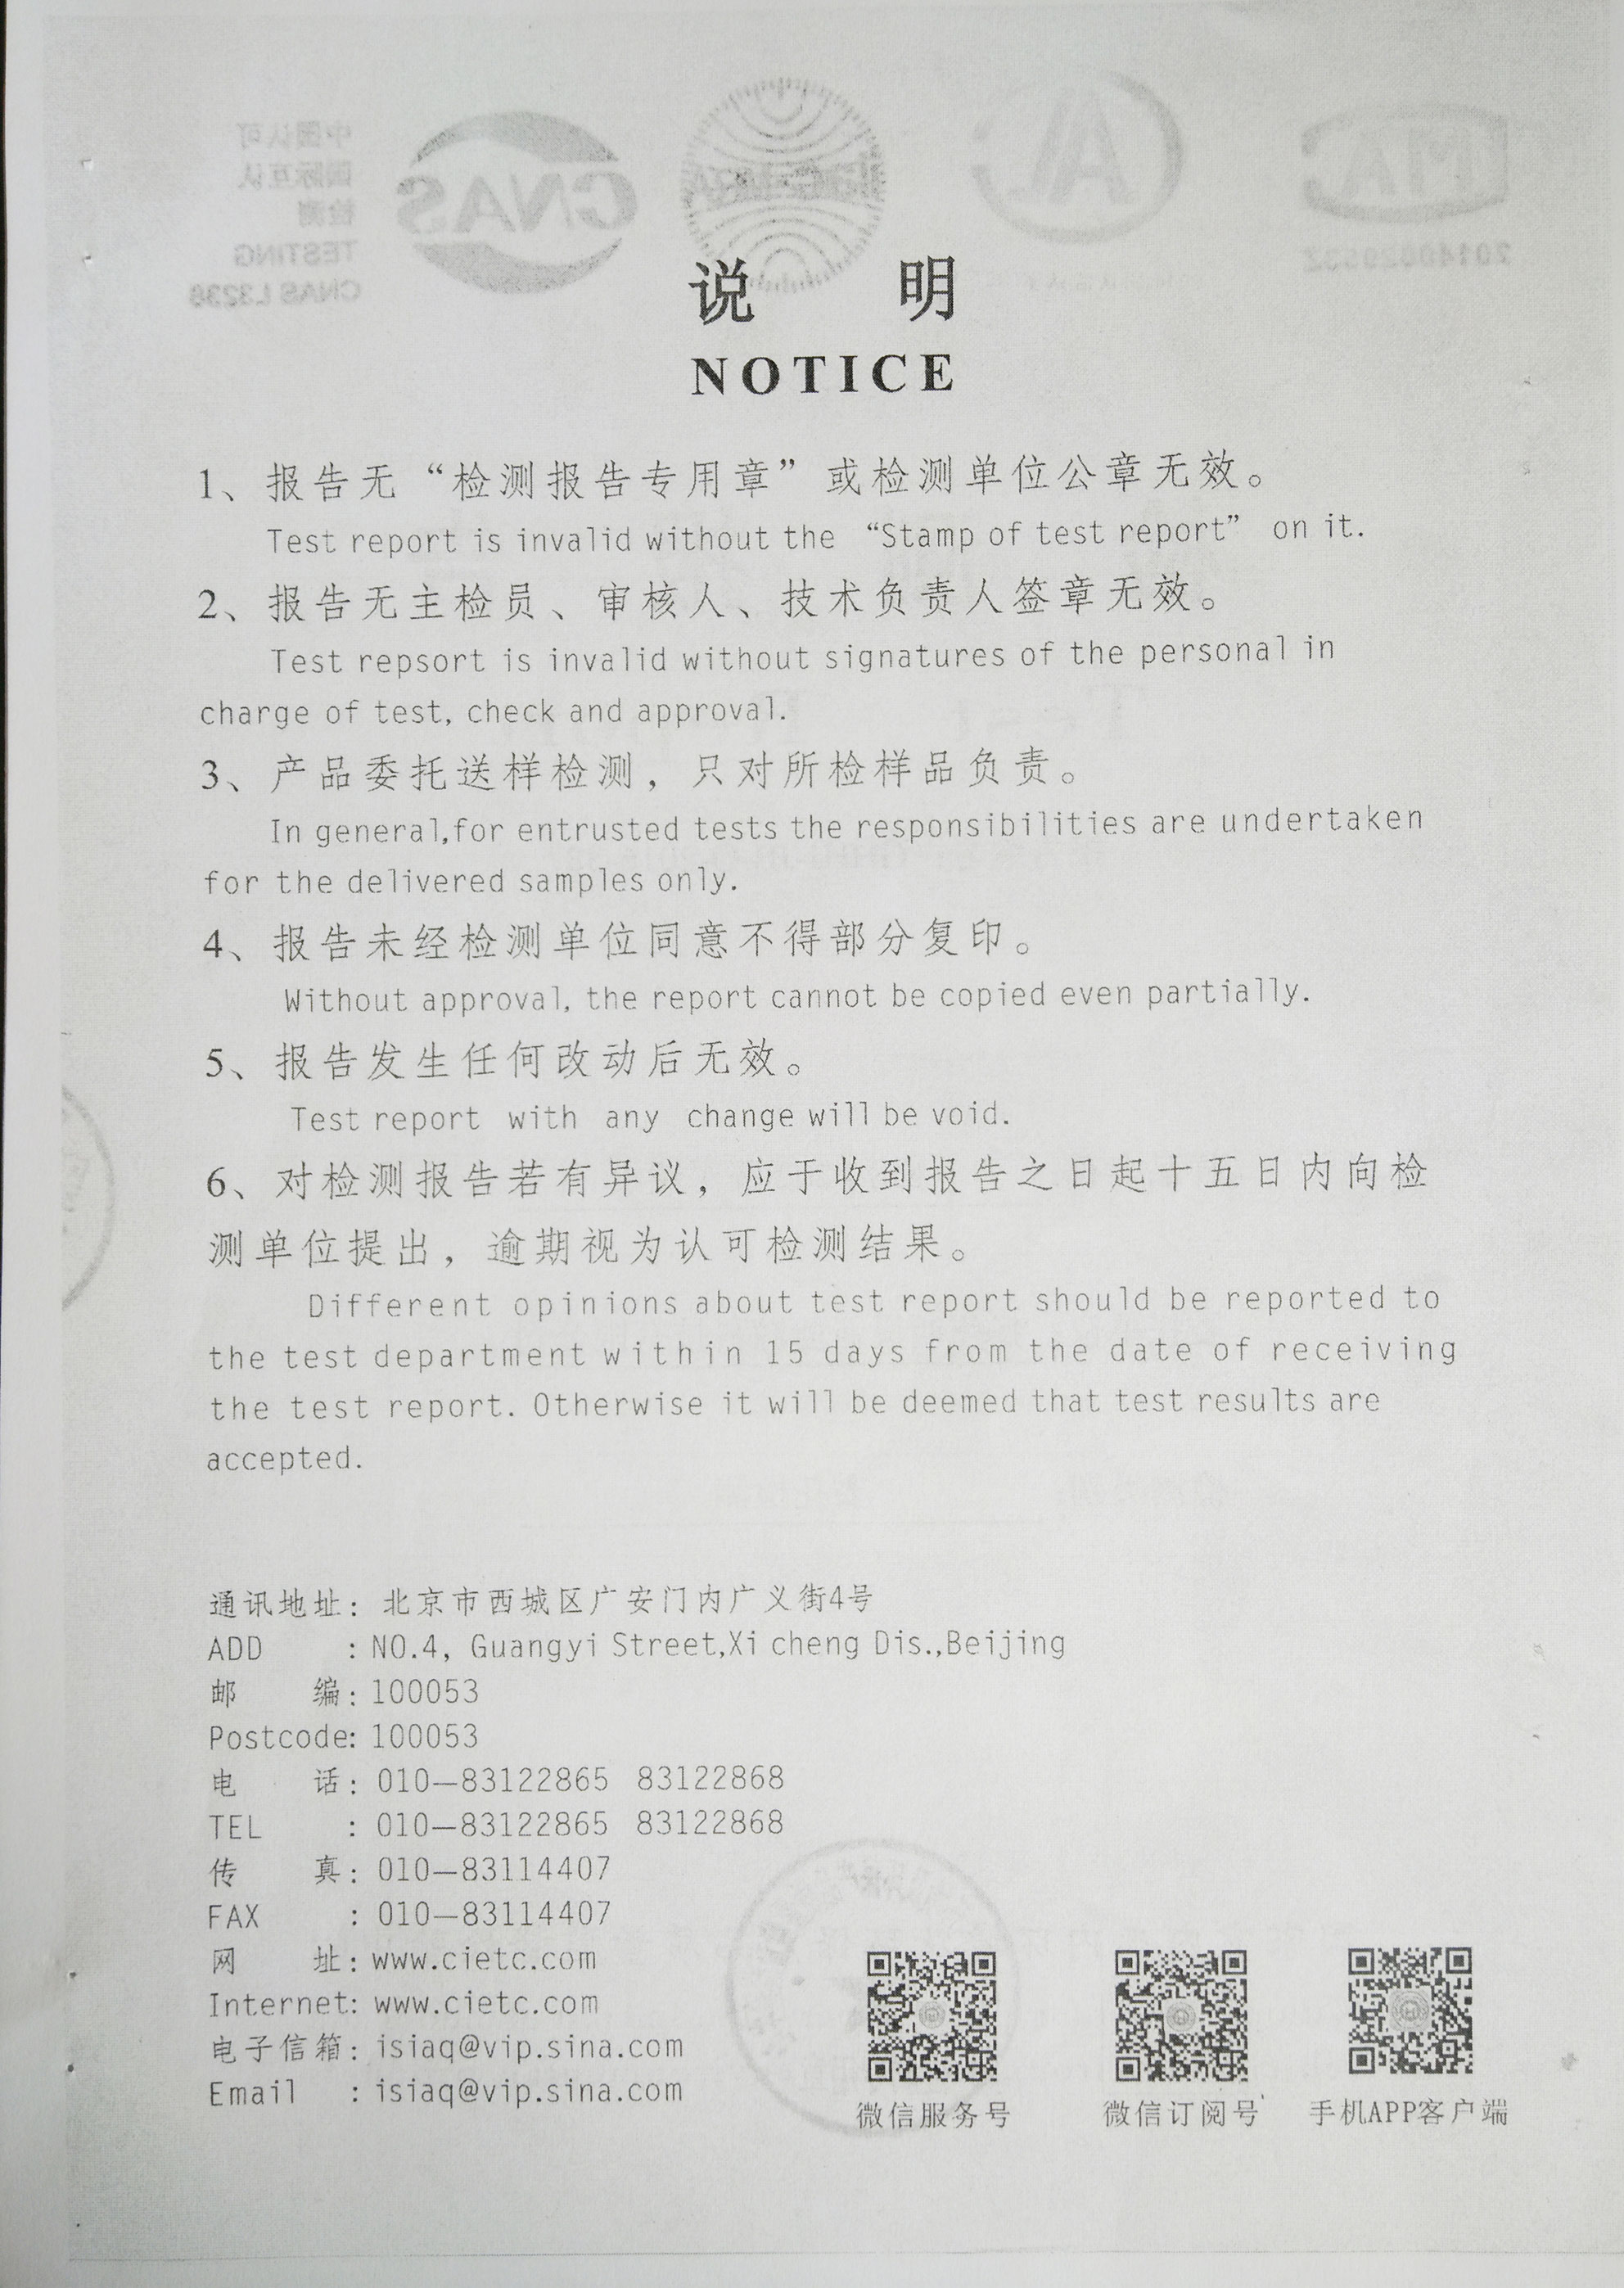 中国认可
国际互认
检测
TESTING
CNAS L3236
CNAS
说 明
NOTICE
1、报告无“检测报告专用章”或检测单位公章无效。
Test report is invalid without the “Stamp of test report” on it.
2、报告无主检员、审核人、技术负责人签章无效。
Test repsort is invalid without signatures of the personal in
charge of test, check and approval.
3、产品委托送样检测，只对所检样品负责。
In general,for entrusted tests the responsibilities are undertaken
for the delivered samples only.
4、报告未经检测单位同意不得部分复印。
Without approval, the report cannot be copied even partially.
5、报告发生任何改动后无效。
Test report with any change will be void.
6、对检测报告若有异议，应于收到报告之日起十五日内向检
测单位提出，逾期视为认可检测结果。
Different opinions about test report should be reported to
the test department within 15 days from the date of receiving
the test report. Otherwise it will be deemed that test results are
accepted.
通讯地址：北京市西城区广安门内广义街4号
ADD : NO.4, Guangyi Street,Xi cheng Dis.,Beijing
邮 编：100053
Postcode: 100053
电 话：010—83122865 83122868
TEL : 010—83122865 83122868
传 真：010—83114407
FAX : 010—83114407
网 址：www.cietc.com
Internet: www.cietc.com
电子信箱：isiaq@vip.sina.com
Email : isiaq@vip.sina.com
微信服务号 微信订阅号 手机APP客户端